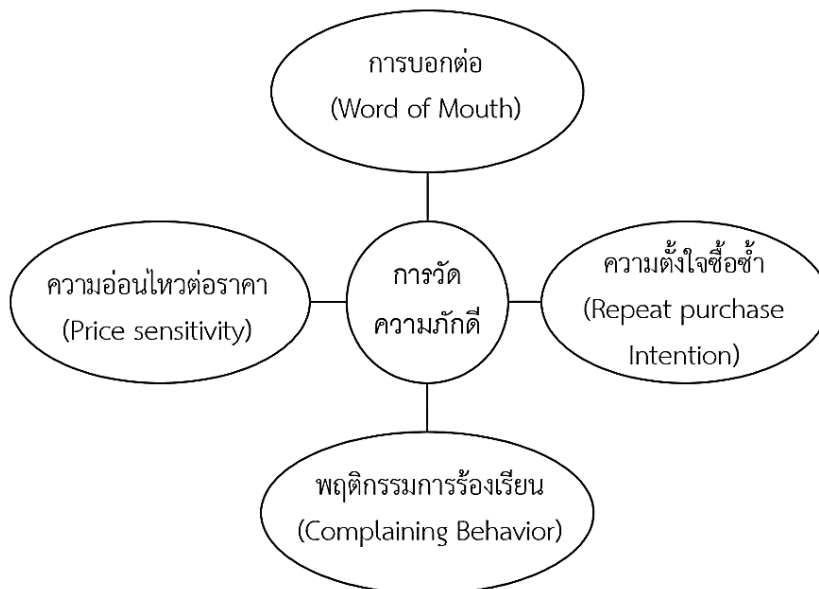 การบอกต่อ
(Word of Mouth)
ความอ่อนไหวต่อราคา
(Price sensitivity)
การวัด
ความภักดี
ความตั้งใจซื้อซ้ำ
(Repeat purchase
Intention)
พฤติกรรมการร้องเรียน
(Complaining Behavior)